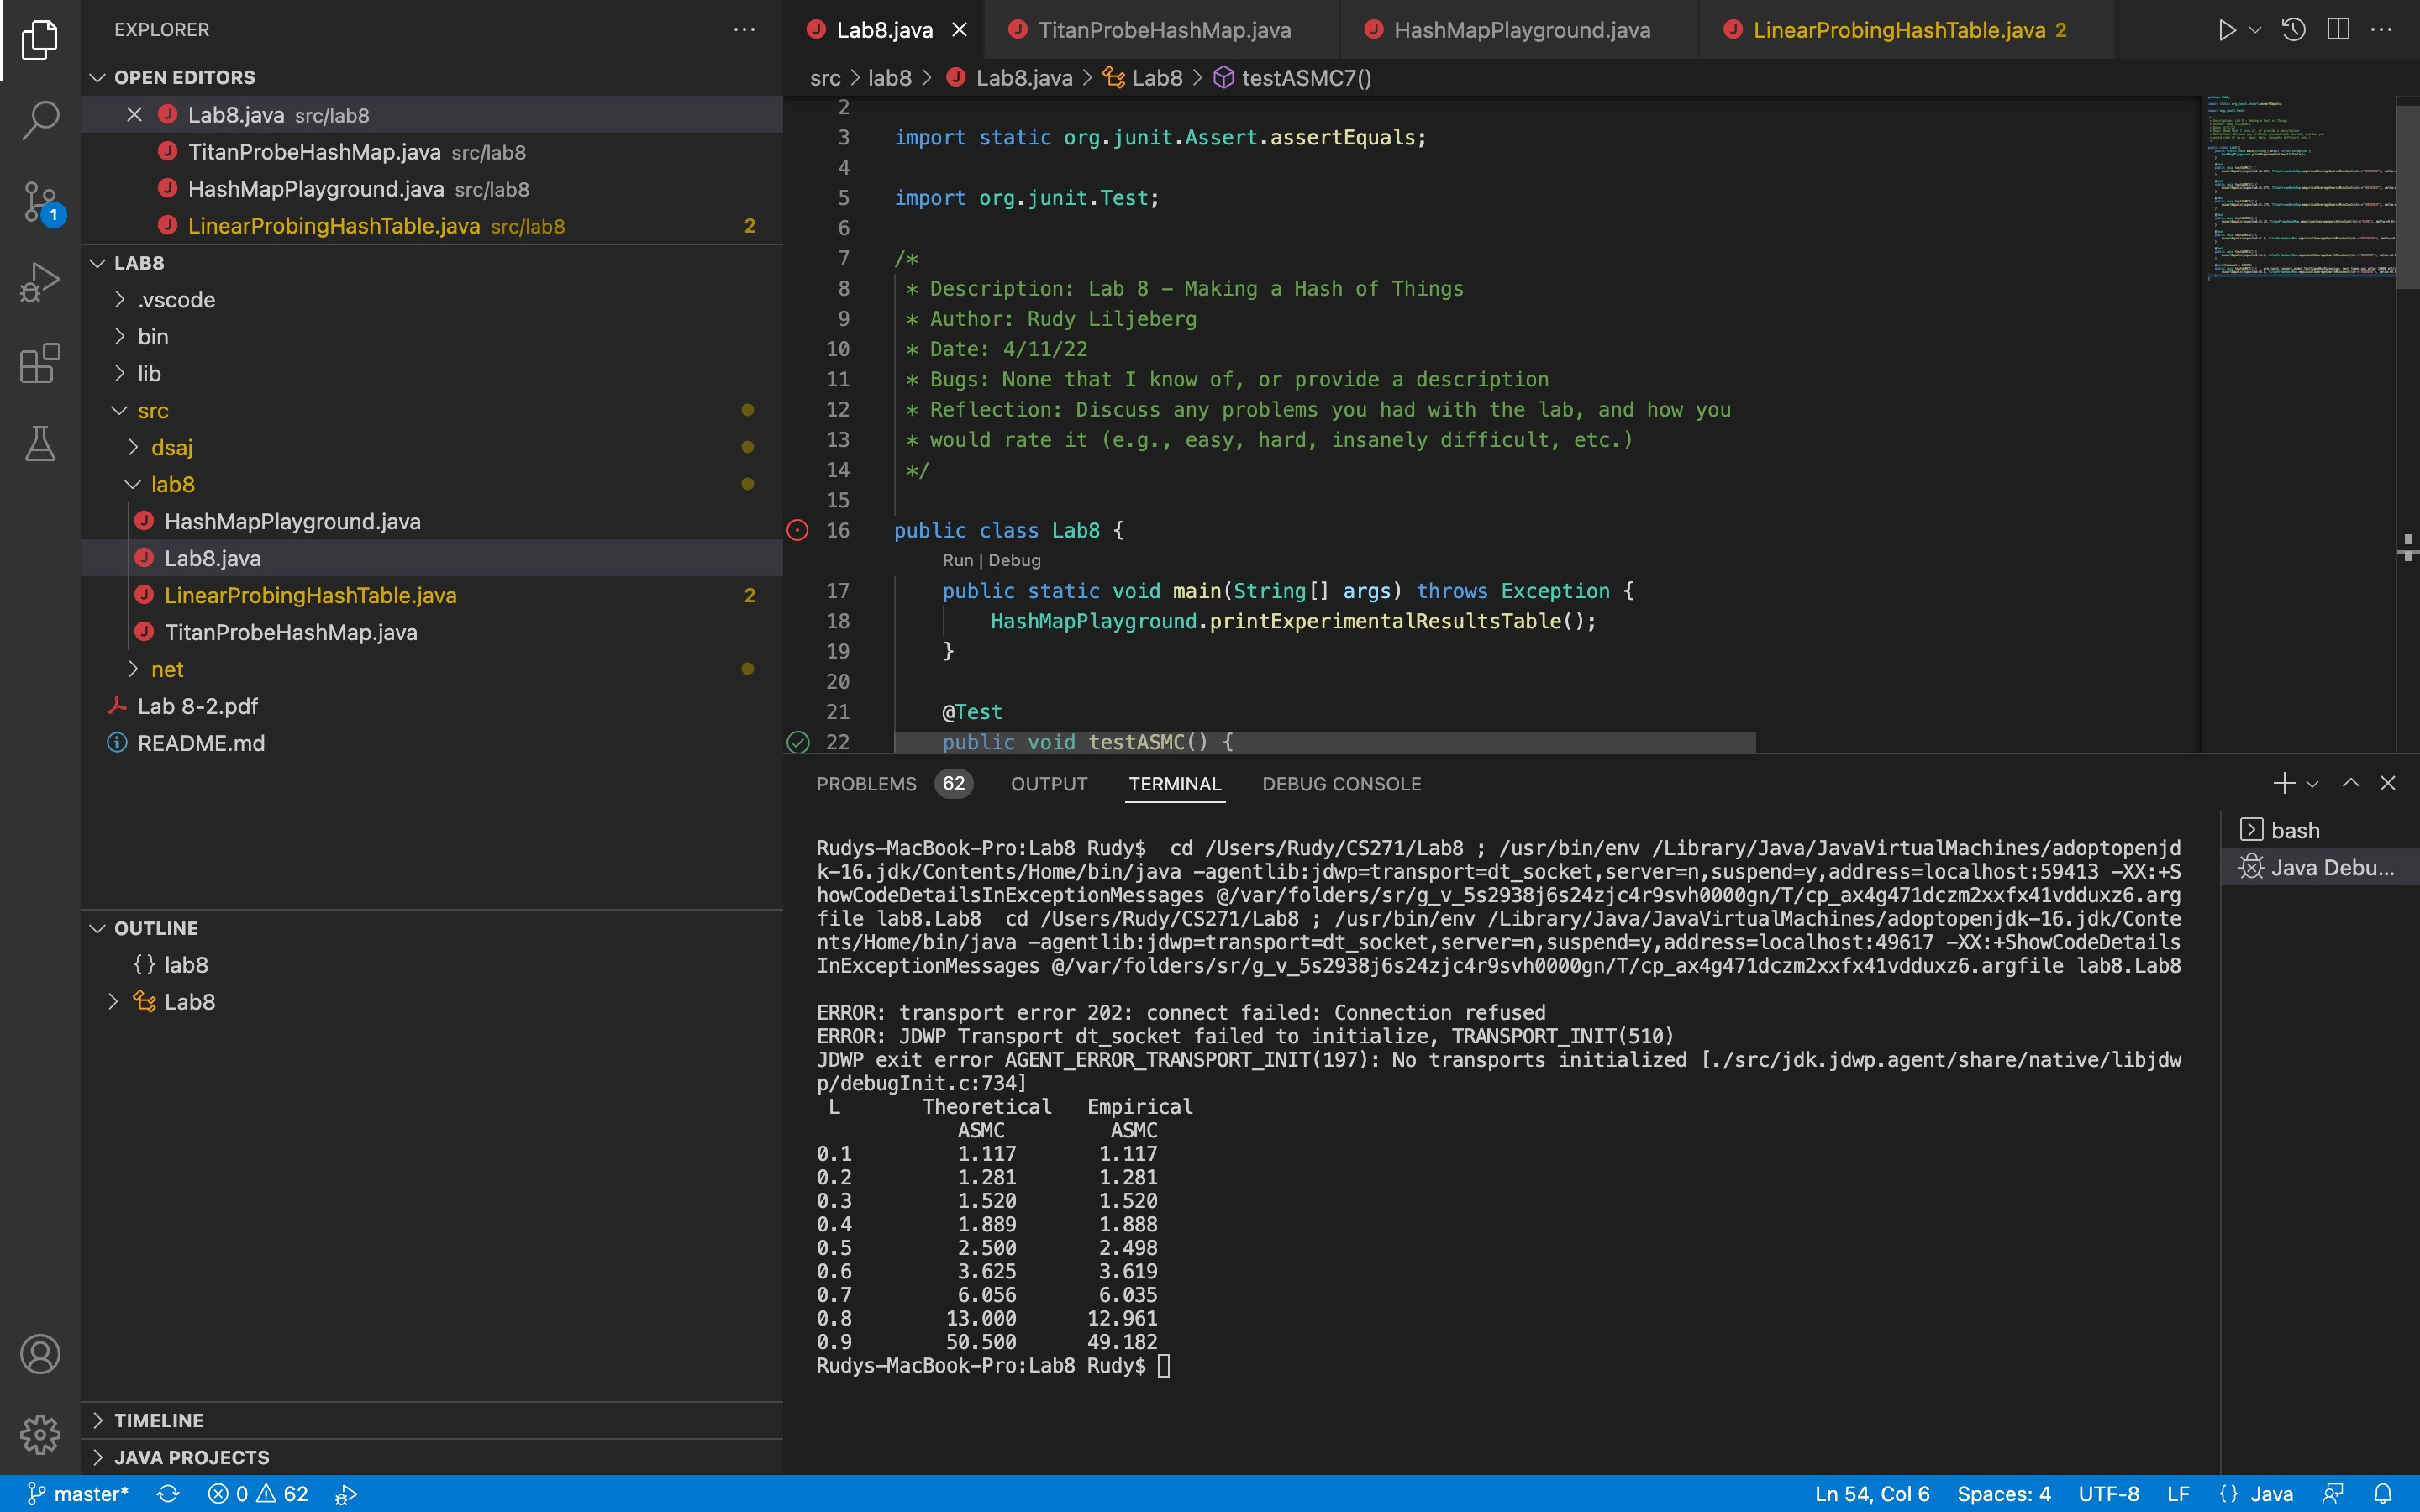 EXPLORER
OPEN EDITORS
Lab8.java src/lab8
TitanProbeHashMap.java src/lab8
HashMapPlayground.java src/lab8
LinearProbingHashTable.java src/lab8 2
LAB8
.vscode
bin
lib
src
dsaj
lab8
HashMapPlayground.java
Lab8.java
LinearProbingHashTable.java 2
TitanProbeHashMap.java
net
Lab 8-2.pdf
README.md
OUTLINE
{} lab8
Lab8
TIMELINE
JAVA PROJECTS
1
Lab8.java TitanProbeHashMap.java HashMapPlayground.java LinearProbingHashTable.java 2
src > lab8 > Lab8.java > Lab8 > testASMC7()
2
3 import static org.junit.Assert.assertEquals;
4
5 import org.junit.Test;
6
7 /*
8 * Description: Lab 8 – Making a Hash of Things
9 * Author: Rudy Liljeberg
10 * Date: 4/11/22
11 * Bugs: None that I know of, or provide a description
12 * Reflection: Discuss any problems you had with the lab, and how you
13 * would rate it (e.g., easy, hard, insanely difficult, etc.)
14 */
15
16 public class Lab8 {
Run | Debug
17 public static void main(String[] args) throws Exception {
18 HashMapPlayground.printExperimentalResultsTable();
19 }
20
21 @Test
22 public void testASMC() {
PROBLEMS 62 OUTPUT TERMINAL DEBUG CONSOLE
Rudys-MacBook-Pro:Lab8 Rudy$  cd /Users/Rudy/CS271/Lab8 ; /usr/bin/env /Library/Java/JavaVirtualMachines/adoptopenjd
k-16.jdk/Contents/Home/bin/java -agentlib:jdwp=transport=dt_socket,server=n,suspend=y,address=localhost:59413 -XX:+S
howCodeDetailsInExceptionMessages @/var/folders/sr/g_v_5s2938j6s24zjc4r9svh0000gn/T/cp_ax4g471dczm2xxfx41vdduxz6.arg
file lab8.Lab8  cd /Users/Rudy/CS271/Lab8 ; /usr/bin/env /Library/Java/JavaVirtualMachines/adoptopenjdk-16.jdk/Conte
nts/Home/bin/java -agentlib:jdwp=transport=dt_socket,server=n,suspend=y,address=localhost:49617 -XX:+ShowCodeDetails
InExceptionMessages @/var/folders/sr/g_v_5s2938j6s24zjc4r9svh0000gn/T/cp_ax4g471dczm2xxfx41vdduxz6.argfile lab8.Lab8
ERROR: transport error 202: connect failed: Connection refused
ERROR: JDWP Transport dt_socket failed to initialize, TRANSPORT_INIT(510)
JDWP exit error AGENT_ERROR_TRANSPORT_INIT(197): No transports initialized [./src/jdk.jdwp.agent/share/native/libjdw
p/debugInit.c:734]
L Theoretical Empirical
ASMC ASMC
0.1 1.117 1.117
0.2 1.281 1.281
0.3 1.520 1.520
0.4 1.889 1.888
0.5 2.500 2.498
0.6 3.625 3.619
0.7 6.056 6.035
0.8 13.000 12.961
0.9 50.500 49.182
Rudys-MacBook-Pro:Lab8 Rudy$
bash
Java Debu...
master* 0 62 Ln 54, Col 6 Spaces: 4 UTF-8 LF {} Java